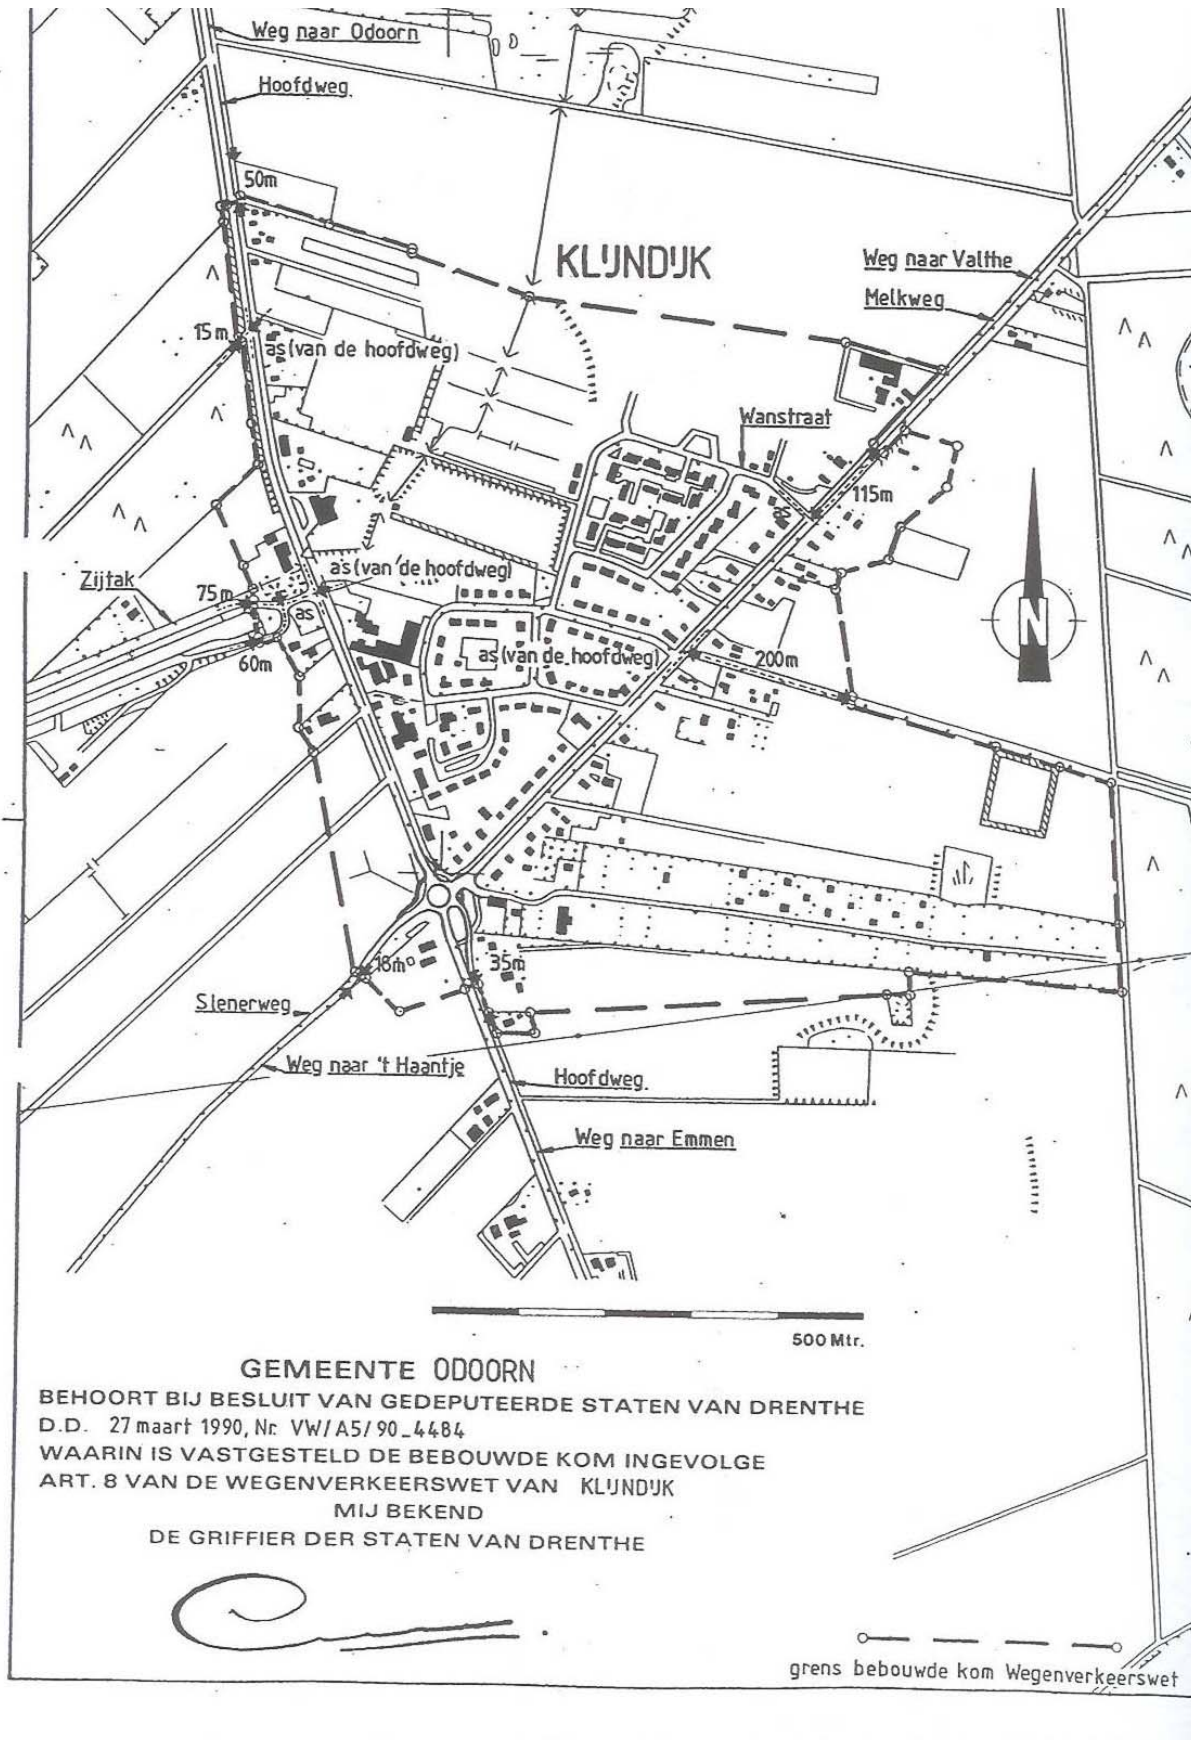 Weg naar Odoorn
Hoofdweg
50m
KLIJNDIJK
Weg naar Valthe
Melkweg
15m
as (van de hoofdweg)
Wanstraat
115m
as
as (van de hoofdweg)
Zijtak
75m
as
60m
as (van de hoofdweg)
200m
N
18m
35m
Slenerweg
Weg naar 't Haantje
Hoofdweg
Weg naar Emmen
500 Mtr.
GEMEENTE ODOORN
BEHOORT BIJ BESLUIT VAN GEDEPUTEERDE STATEN VAN DRENTHE
D.D. 27 maart 1990, Nr. VW/A5/90_4484
WAARIN IS VASTGESTELD DE BEBOUWDE KOM INGEVOLGE
ART. 8 VAN DE WEGENVERKEERSWET VAN KLIJNDIJK
MIJ BEKEND
DE GRIFFIER DER STATEN VAN DRENTHE
grens bebouwde kom Wegenverkeerswet